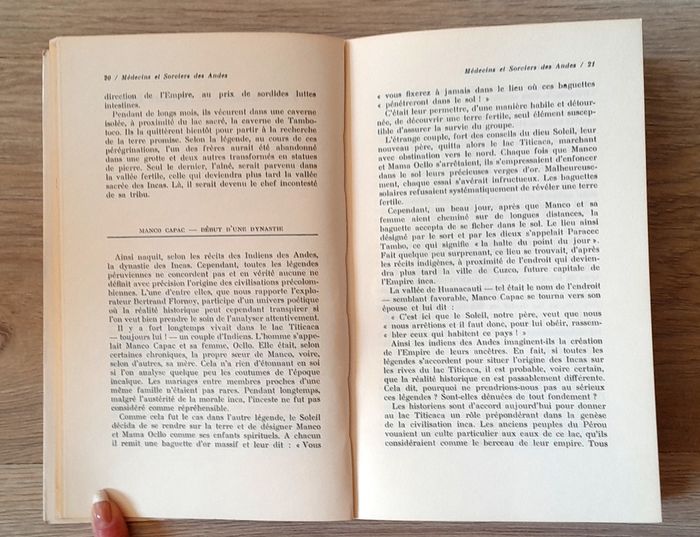 20 / Médecins et Sorciers des Andes
direction de l'Empire, au prix de sordides luttes
intestines.
Pendant de longs mois, ils vécurent dans une caverne
isolée, à proximité du lac sacré, la caverne de Tambo-
toco. Ils la quittèrent bientôt pour partir à la recherche
de la terre promise. Selon la légende, au cours de ces
pérégrinations, l'un des frères aurait été abandonné
dans une grotte et deux autres transformés en statues
de pierre. Seul le dernier, l'aîné, serait parvenu dans
la vallée fertile, celle qui deviendra plus tard la vallée
sacrée des Incas. Là, il serait devenu le chef incontesté
de sa tribu.
MANCO CAPAC — DÉBUT D'UNE DYNASTIE
Ainsi naquit, selon les récits des Indiens des Andes,
la dynastie des Incas. Cependant, toutes les légendes
péruviennes ne concordent pas et en vérité aucune ne
définit avec précision l'origine des civilisations précolom-
biennes. L'une d'entre elles, que nous rapporte l'explo-
rateur Bertrand Flornoy, participe d'un univers poétique
où la réalité historique peut cependant transpirer si
l'on veut bien prendre le soin de l'analyser attentivement.
Il y a fort longtemps vivait dans le lac Titicaca
— toujours lui ! — un couple d'Indiens. L'homme s'appe-
lait Manco Capac et sa femme, Ocllo. Elle était, selon
certaines chroniques, la propre sœur de Manco, voire,
selon d'autres, sa mère. Cela n'a rien d'étonnant en soi
si l'on analyse quelque peu les coutumes de l'époque
incaïque. Les mariages entre membres proches d'une
même famille n'étaient pas rares. Pendant longtemps,
malgré l'austérité de la morale inca, l'inceste ne fut pas
considéré comme répréhensible.
Comme cela fut le cas dans l'autre légende, le Soleil
décida de se rendre sur la terre et de désigner Manco
et Mama Ocllo comme ses enfants spirituels. A chacun
il remit une baguette d'or massif et leur dit : « Vous
Médecins et Sorciers des Andes / 21
« vous fixerez à jamais dans le lieu où ces baguettes
« pénétreront dans le sol ! »
C'était leur permettre, d'une manière habile et détour-
née, de découvrir une terre fertile, seul élément suscep-
tible d'assurer la survie du groupe.
L'étrange couple, fort des conseils du dieu Soleil, leur
nouveau père, quitta alors le lac Titicaca, marchant
avec obstination vers le nord. Chaque fois que Manco
et Mama Ocllo s'arrêtaient, ils s'empressaient d'enfoncer
dans le sol leurs précieuses verges d'or. Malheureuse-
ment, chaque essai s'avérait infructueux. Les baguettes
solaires refusaient systématiquement de révéler une terre
fertile.
Cependant, un beau jour, après que Manco et sa
femme aient cheminé sur de longues distances, la
baguette accepta de se ficher dans le sol. Le lieu ainsi
désigné par le sort et par les dieux s'appelait Paracec
Tambo, ce qui signifie « la halte du point du jour ».
Fait quelque peu surprenant, ce lieu se trouvait, d'après
les récits indigènes, à proximité de l'endroit qui devien-
dra plus tard la ville de Cuzco, future capitale de
l'Empire inca.
La vallée de Huanacauti — tel était le nom de l'endroit
— semblant favorable, Manco Capac se tourna vers son
épouse et lui dit :
« C'est ici que le Soleil, notre père, veut que nous
« nous arrêtions et il faut donc, pour lui obéir, rassem-
« bler ceux qui habitent ce pays ! »
Ainsi les indiens des Andes imaginent-ils la création
de l'Empire de leurs ancêtres. En fait, si toutes les
légendes s'accordent pour situer l'origine des Incas sur
les rives du lac Titicaca, il est probable, voire certain,
que la réalité historique en est passablement différente.
Cela dit, pourquoi ne prendrions-nous pas au sérieux
ces légendes ? Sont-elles dénuées de tout fondement ?
Les historiens sont d'accord aujourd'hui pour donner
au lac Titicaca un rôle prépondérant dans la genèse
de la civilisation inca. Les anciens peuples du Pérou
vouaient un culte particulier aux eaux de ce lac, qu'ils
considéraient comme le berceau de leur empire. Tous